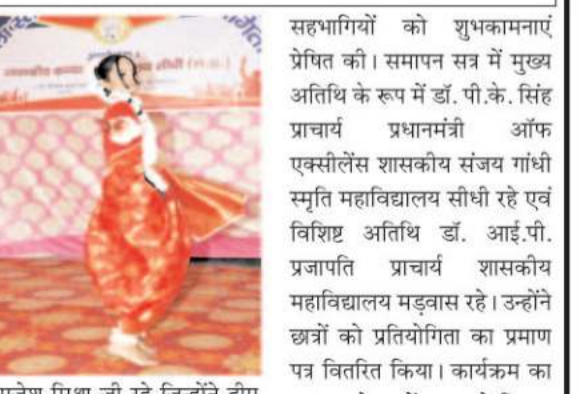 सहभागियों को शुभकामनाएं
प्रेषित की। समापन सत्र में मुख्य
अतिथि के रूप में डॉ. पी.के. सिंह
प्राचार्य प्रधानमंत्री ऑफ
एक्सीलेंस शासकीय संजय गांधी
स्मृति महाविद्यालय सीधी रहे एवं
विशिष्ट अतिथि डॉ. आई.पी.
प्रजापति प्राचार्य शासकीय
महाविद्यालय मड़वास रहे। उन्होंने
छात्रों को प्रतियोगिता का प्रमाण
पत्र वितरित किया। कार्यक्रम का